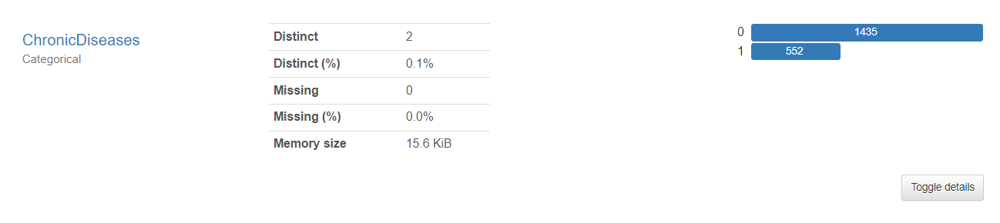 ChronicDiseases
Categorical
Distinct 2
Distinct (%) 0.1%
Missing 0
Missing (%) 0.0%
Memory size 15.6 KiB
0 1435
1 552
Toggle details